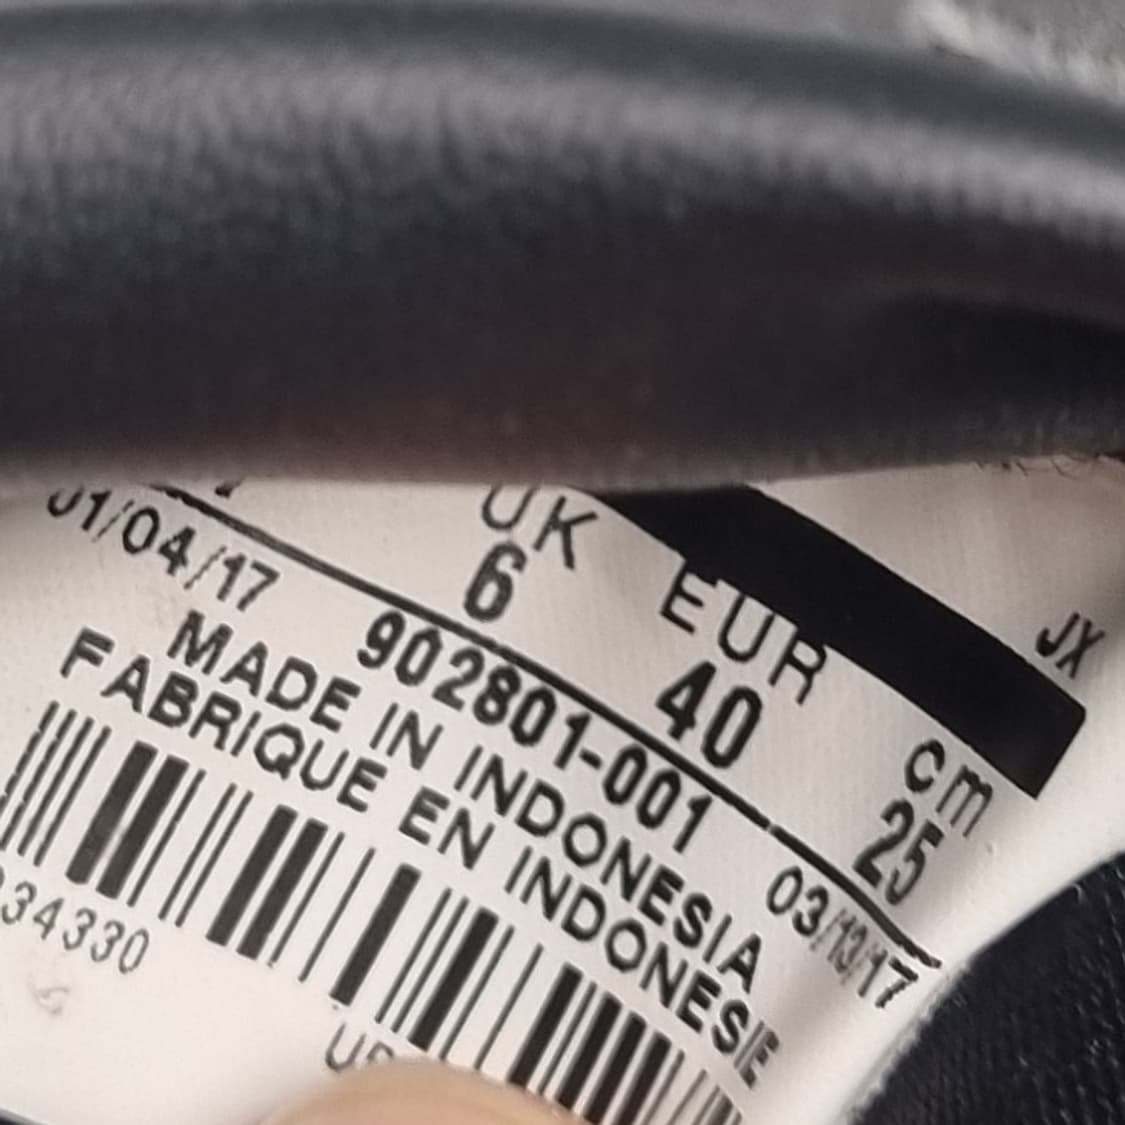 JX
UK EUR cm
6 40 25
01/04/17 902801-001 03/13/17
MADE IN INDONESIA
FABRIQUE EN INDONESIE
34330